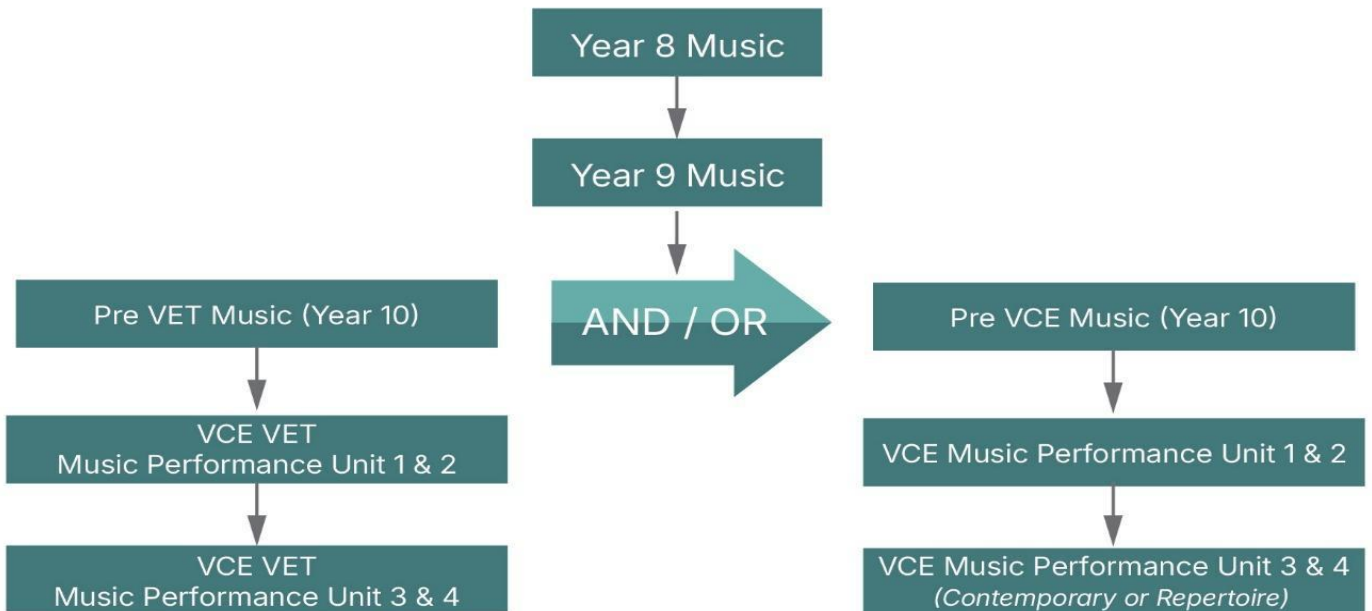 Year 8 Music
Year 9 Music
AND / OR
Pre VET Music (Year 10)
VCE VET
Music Performance Unit 1 & 2
VCE VET
Music Performance Unit 3 & 4
Pre VCE Music (Year 10)
VCE Music Performance Unit 1 & 2
VCE Music Performance Unit 3 & 4
(Contemporary or Repertoire)